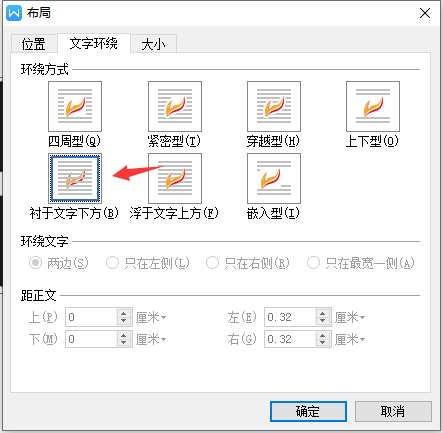 布局
位置 文字环绕 大小
环绕方式
四周型(Q) 紧密型(T) 穿越型(H) 上下型(O)
衬于文字下方(B) 浮于文字上方(F) 嵌入型(I)
环绕文字
两边(S) 只在左侧(L) 只在右侧(R) 只在最宽一侧(A)
距正文
上(P) 0 厘米 左(E) 0.32 厘米
下(M) 0 厘米 右(G) 0.32 厘米
确定 取消